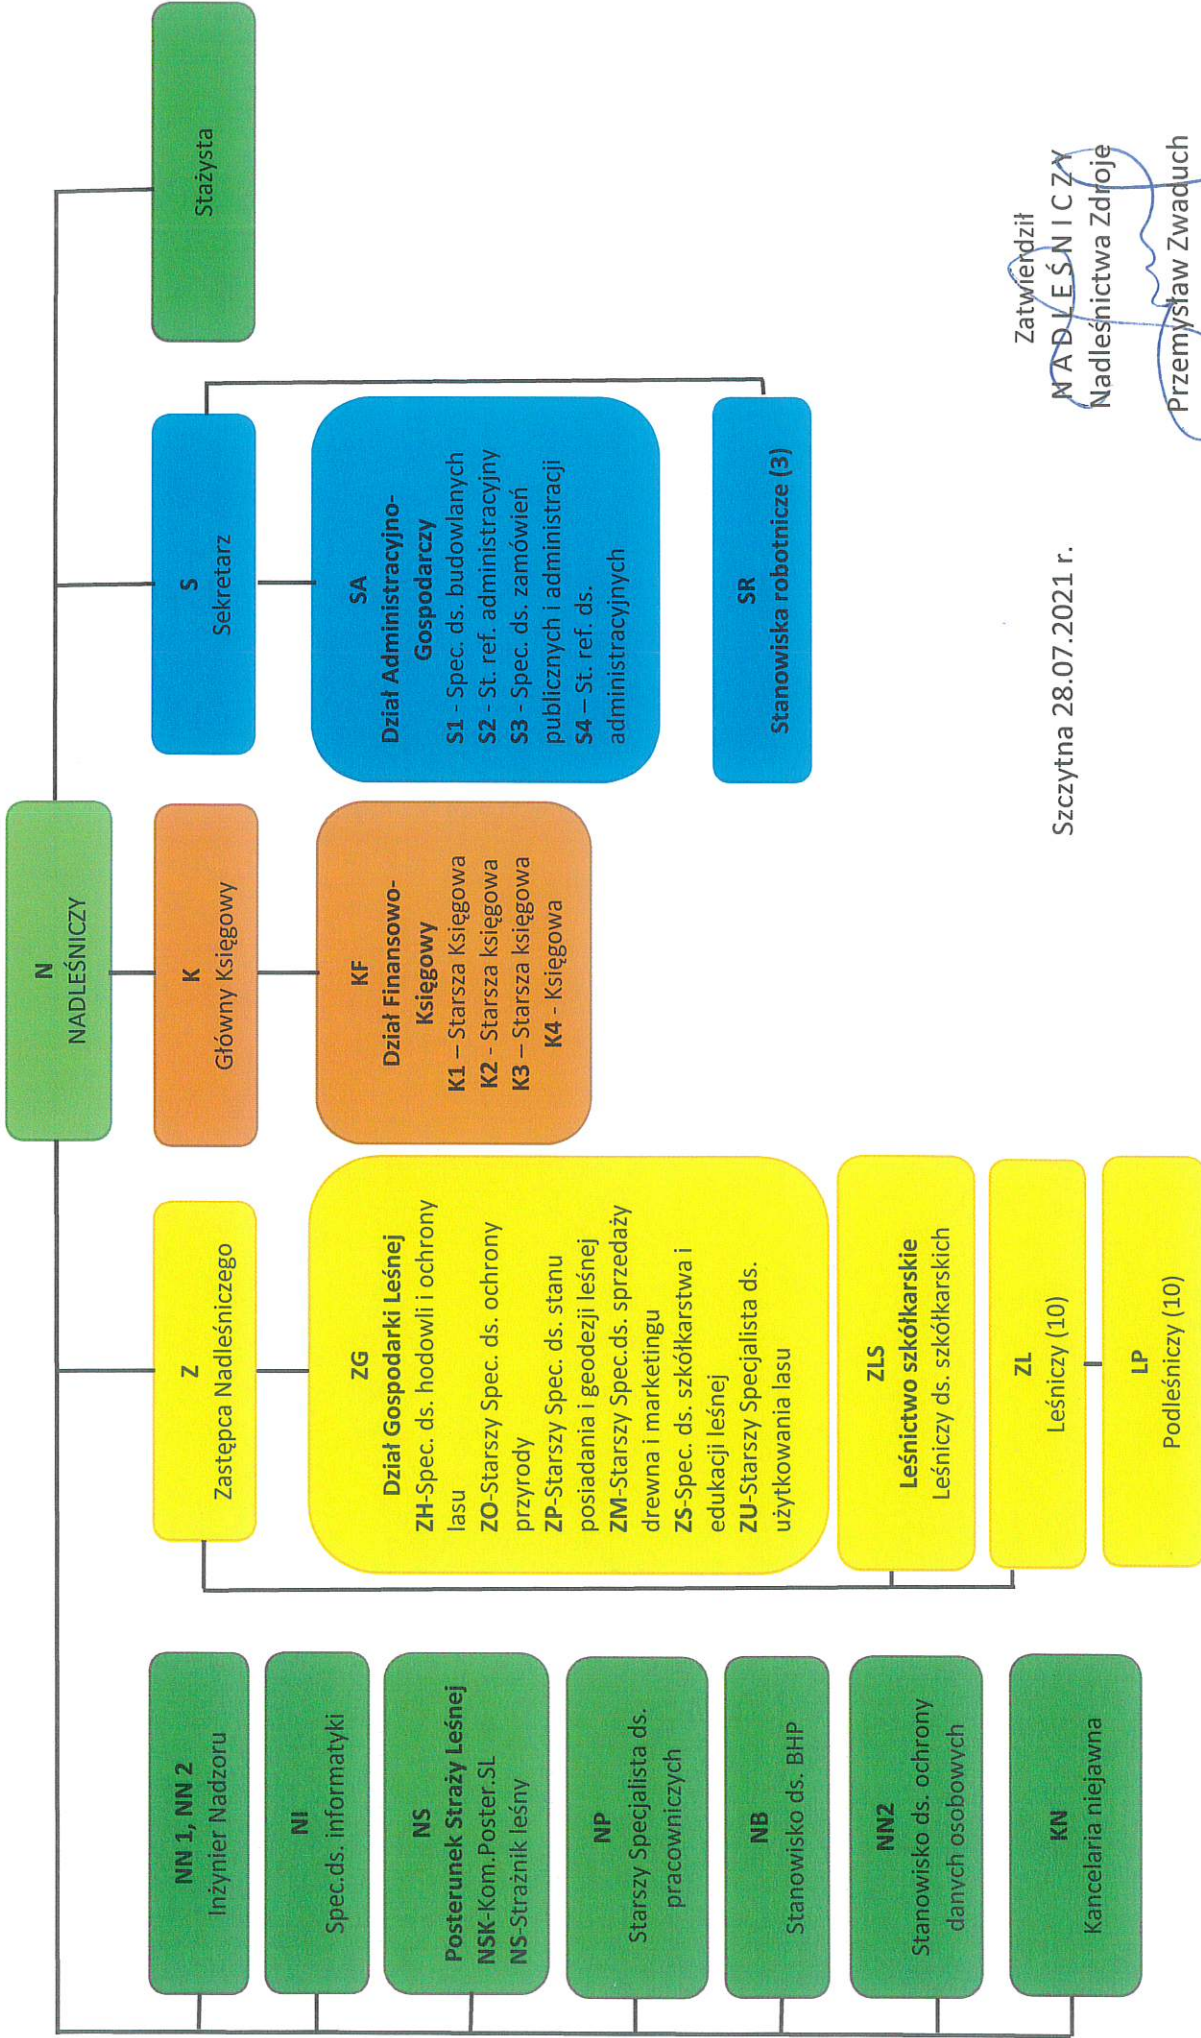 N
NADLEŚNICZY
NN 1, NN 2
Inżynier Nadzoru
NI
Spec.ds. informatyki
NS
Posterunek Straży Leśnej
NSK-Kom.Poster.SL
NS-Strażnik leśny
NP
Starszy Specjalista ds.
pracowniczych
NB
Stanowisko ds. BHP
NN2
Stanowisko ds. ochrony
danych osobowych
KN
Kancelaria niejawna
Z
Zastępca Nadleśniczego
ZG
Dział Gospodarki Leśnej
ZH-Spec. ds. hodowli i ochrony
lasu
ZO-Starszy Spec. ds. ochrony
przyrody
ZP-Starszy Spec. ds. stanu
posiadania i geodezji leśnej
ZM-Starszy Spec.ds. sprzedaży
drewna i marketingu
ZS-Spec. ds. szkółkarstwa i
edukacji leśnej
ZU-Starszy Specjalista ds.
użytkowania lasu
ZLS
Leśnictwo szkółkarskie
Leśniczy ds. szkółkarskich
ZL
Leśniczy (10)
LP
Podleśniczy (10)
K
Główny Księgowy
KF
Dział Finansowo-
Księgowy
K1 – Starsza Księgowa
K2 - Starsza księgowa
K3 – Starsza księgowa
K4 - Księgowa
S
Sekretarz
SA
Dział Administracyjno-
Gospodarczy
S1 - Spec. ds. budowlanych
S2 - St. ref. administracyjny
S3 - Spec. ds. zamówień
publicznych i administracji
S4 – St. ref. ds.
administracyjnych
SR
Stanowiska robotnicze (3)
Stażysta
Szczytna 28.07.2021 r.
Zatwierdził
N A D L E Ś N I C Z Y
Nadleśnictwa Zdroje
Przemysław Zwaduch